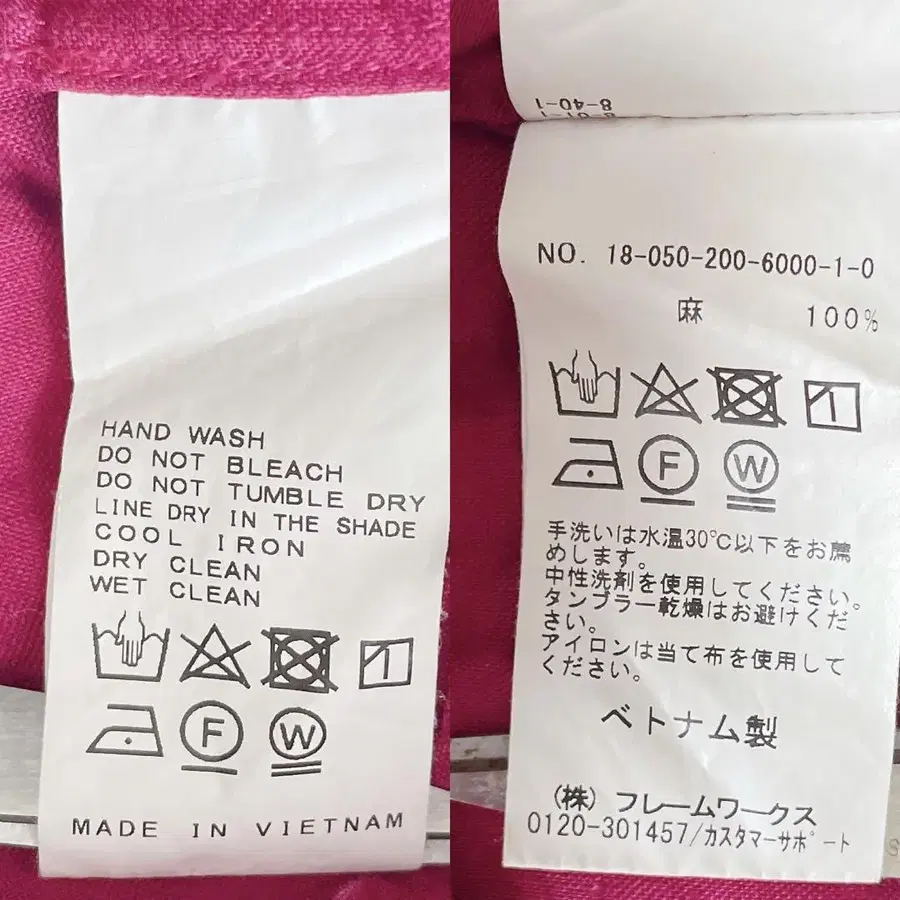 HAND WASH
DO NOT BLEACH
DO NOT TUMBLE DRY
LINE DRY IN THE SHADE
COOL IRON
DRY CLEAN
WET CLEAN
F
W
MADE IN VIETNAM
8-40-1
NO. 18-050-200-6000-1-0
麻 100%
F
W
手洗いは水温30℃以下をお薦
めします。
中性洗剤を使用してください。
タンブラー乾燥はお避けくだ
さい。
アイロンは当て布を使用して
ください。
ベトナム製
(株) フレームワークス
0120-301457/カスタマーサポート